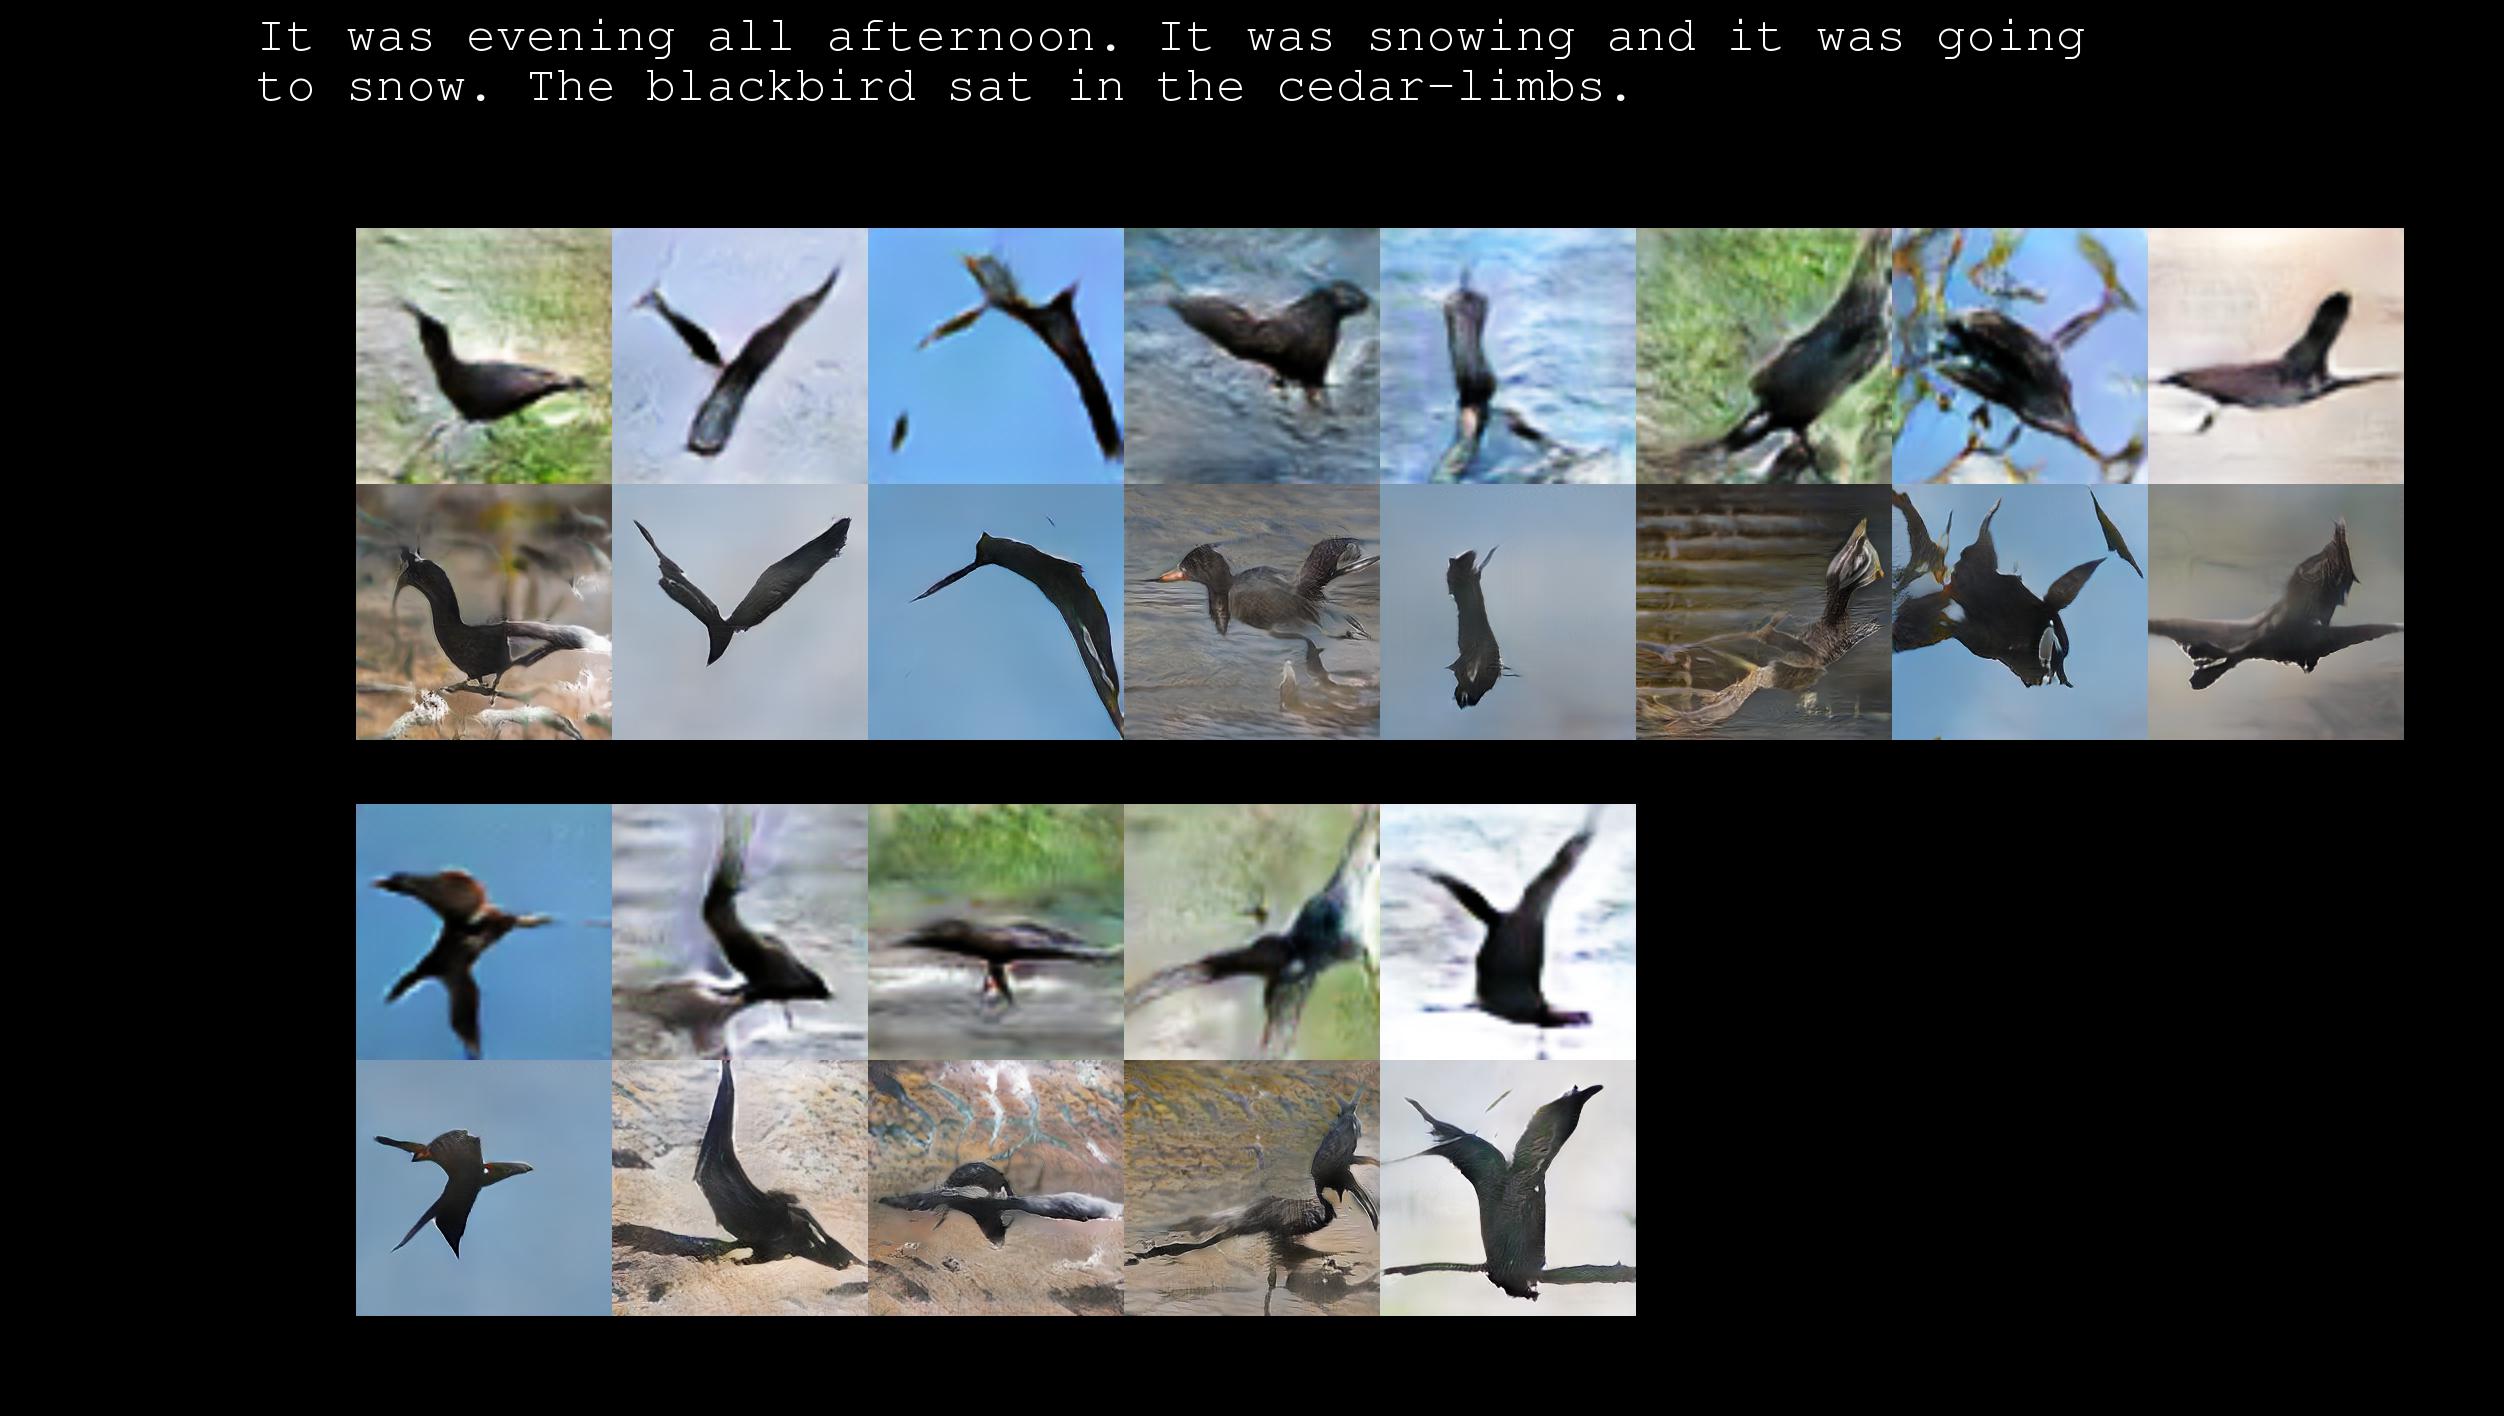 It was evening all afternoon. It was snowing and it was going
to snow. The blackbird sat in the cedar-limbs.